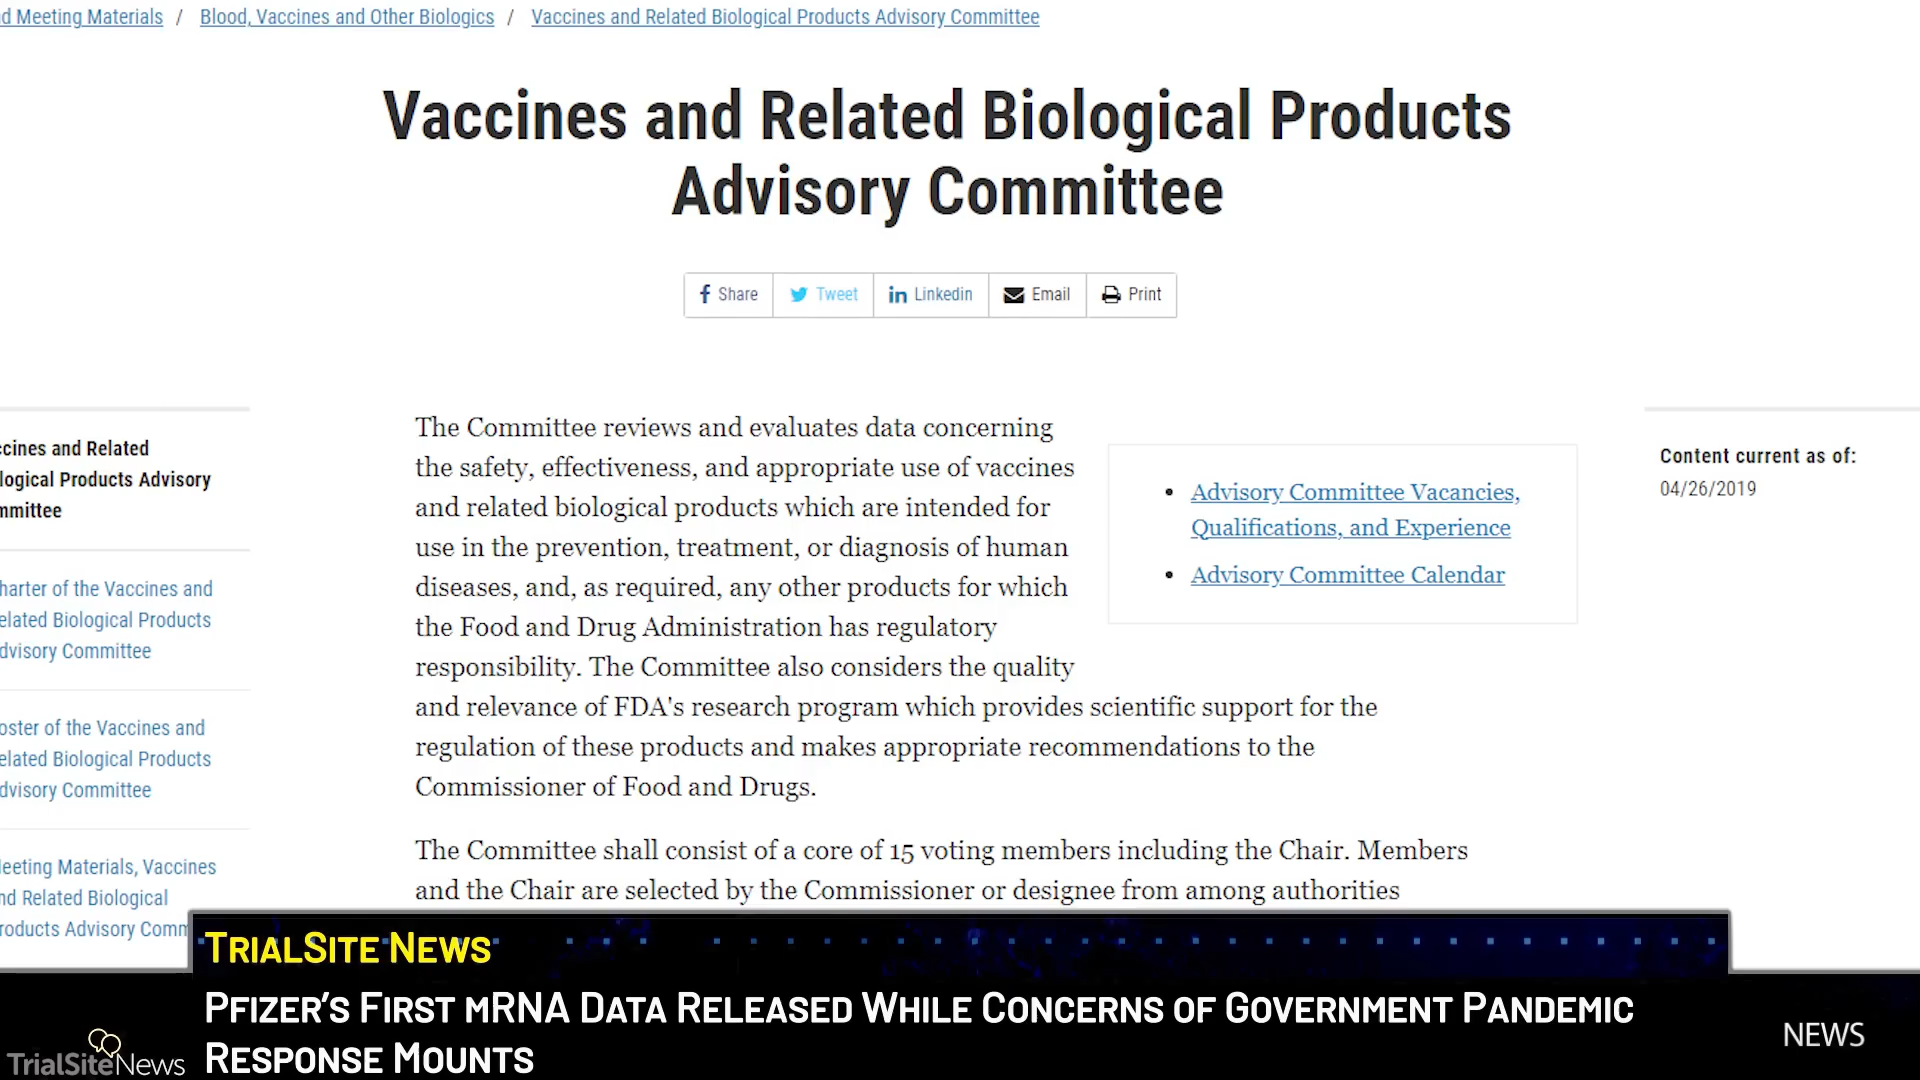 d Meeting Materials / Blood, Vaccines and Other Biologics / Vaccines and Related Biological Products Advisory Committee
Vaccines and Related Biological Products
Advisory Committee
Share Tweet Linkedin Email Print
ccines and Related
logical Products Advisory
mmittee
harter of the Vaccines and
elated Biological Products
dvisory Committee
oster of the Vaccines and
elated Biological Products
dvisory Committee
eeting Materials, Vaccines
nd Related Biological
roducts Advisory Comm
The Committee reviews and evaluates data concerning
the safety, effectiveness, and appropriate use of vaccines
and related biological products which are intended for
use in the prevention, treatment, or diagnosis of human
diseases, and, as required, any other products for which
the Food and Drug Administration has regulatory
responsibility. The Committee also considers the quality
and relevance of FDA's research program which provides scientific support for the
regulation of these products and makes appropriate recommendations to the
Commissioner of Food and Drugs.
The Committee shall consist of a core of 15 voting members including the Chair. Members
and the Chair are selected by the Commissioner or designee from among authorities
• Advisory Committee Vacancies,
Qualifications, and Experience
• Advisory Committee Calendar
Content current as of:
04/26/2019
TrialSite News
Pfizer's First mRNA Data Released While Concerns of Government Pandemic
Response Mounts
TrialSiteNews
NEWS